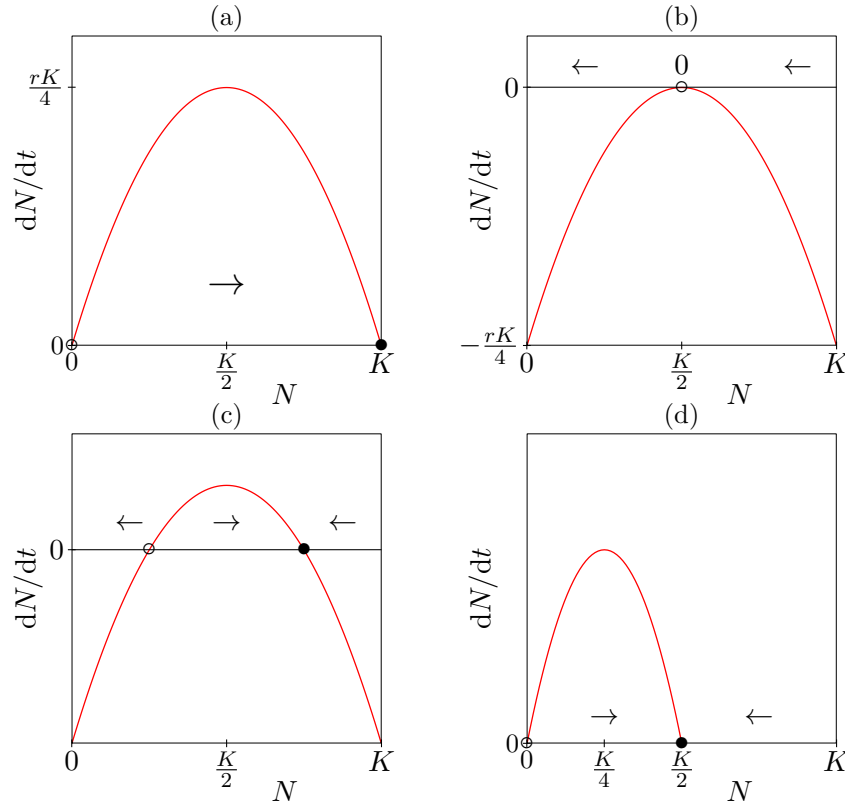 (a)
rK/4
dN/dt
→
0
0
K/2
K
N
(b)
← 0 ←
0
dN/dt
−rK/4
0
K/2
K
N
(c)
← → ←
0
dN/dt
0
K/2
K
N
(d)
dN/dt
→ ←
0
0
K/4
K/2
K
N